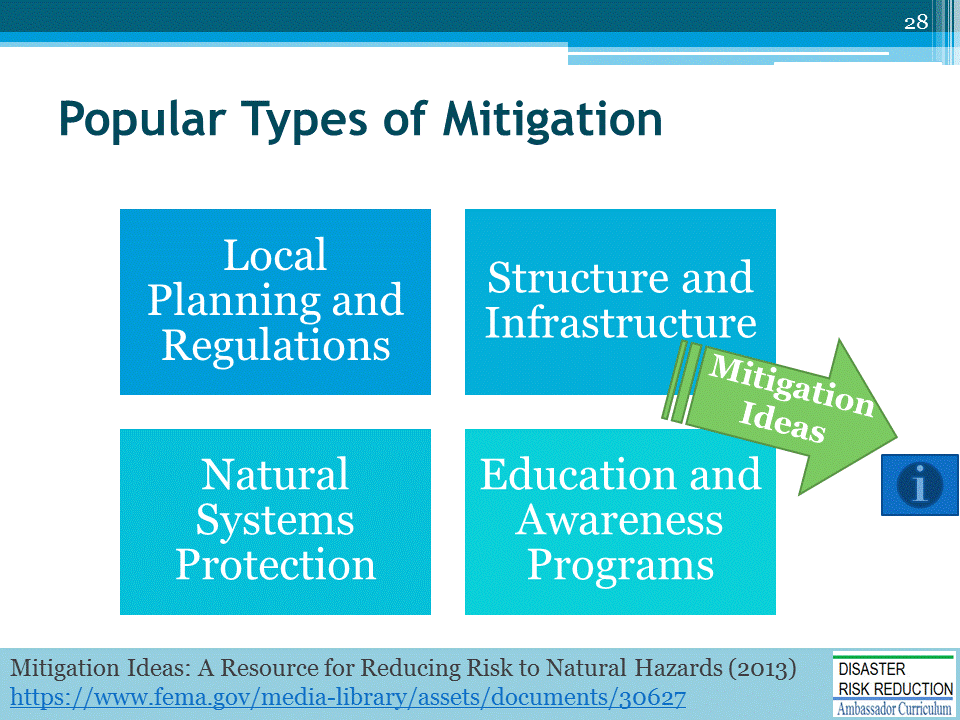 28
Popular Types of Mitigation
Local
Planning and
Regulations
Structure and
Infrastructure
Mitigation
Ideas
i
Natural
Systems
Protection
Education and
Awareness
Programs
Mitigation Ideas: A Resource for Reducing Risk to Natural Hazards (2013)
https://www.fema.gov/media-library/assets/documents/30627
DISASTER
RISK REDUCTION
Ambassador Curriculum